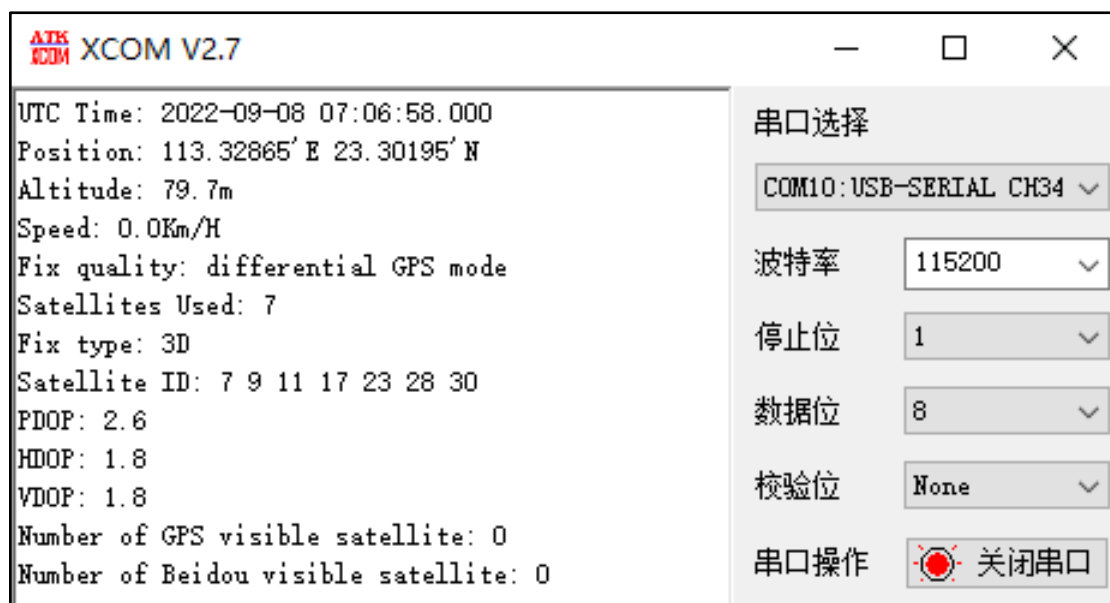 ATK XCOM XCOM V2.7
UTC Time: 2022-09-08 07:06:58.000
Position: 113.32865'E 23.30195'N
Altitude: 79.7m
Speed: 0.0Km/H
Fix quality: differential GPS mode
Satellites Used: 7
Fix type: 3D
Satellite ID: 7 9 11 17 23 28 30
PDOP: 2.6
HDOP: 1.8
VDOP: 1.8
Number of GPS visible satellite: 0
Number of Beidou visible satellite: 0
串口选择
COM10:USB-SERIAL CH34
波特率 115200
停止位 1
数据位 8
校验位 None
串口操作 关闭串口